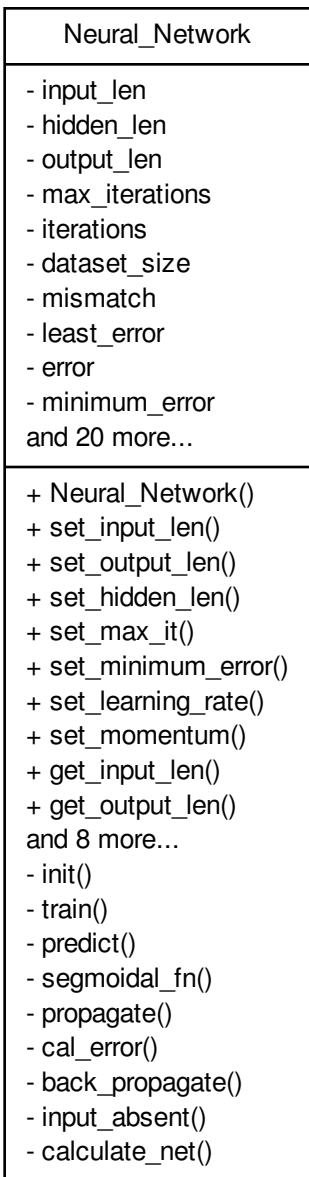 Neural_Network
- input_len
- hidden_len
- output_len
- max_iterations
- iterations
- dataset_size
- mismatch
- least_error
- error
- minimum_error
and 20 more...
+ Neural_Network()
+ set_input_len()
+ set_output_len()
+ set_hidden_len()
+ set_max_it()
+ set_minimum_error()
+ set_learning_rate()
+ set_momentum()
+ get_input_len()
+ get_output_len()
and 8 more...
- init()
- train()
- predict()
- segmoidal_fn()
- propagate()
- cal_error()
- back_propagate()
- input_absent()
- calculate_net()